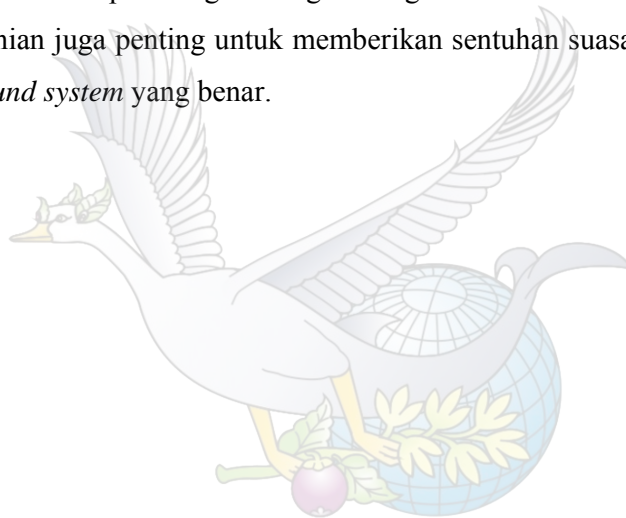 nian juga penting untuk memberikan sentuhan suasa
und system yang benar.